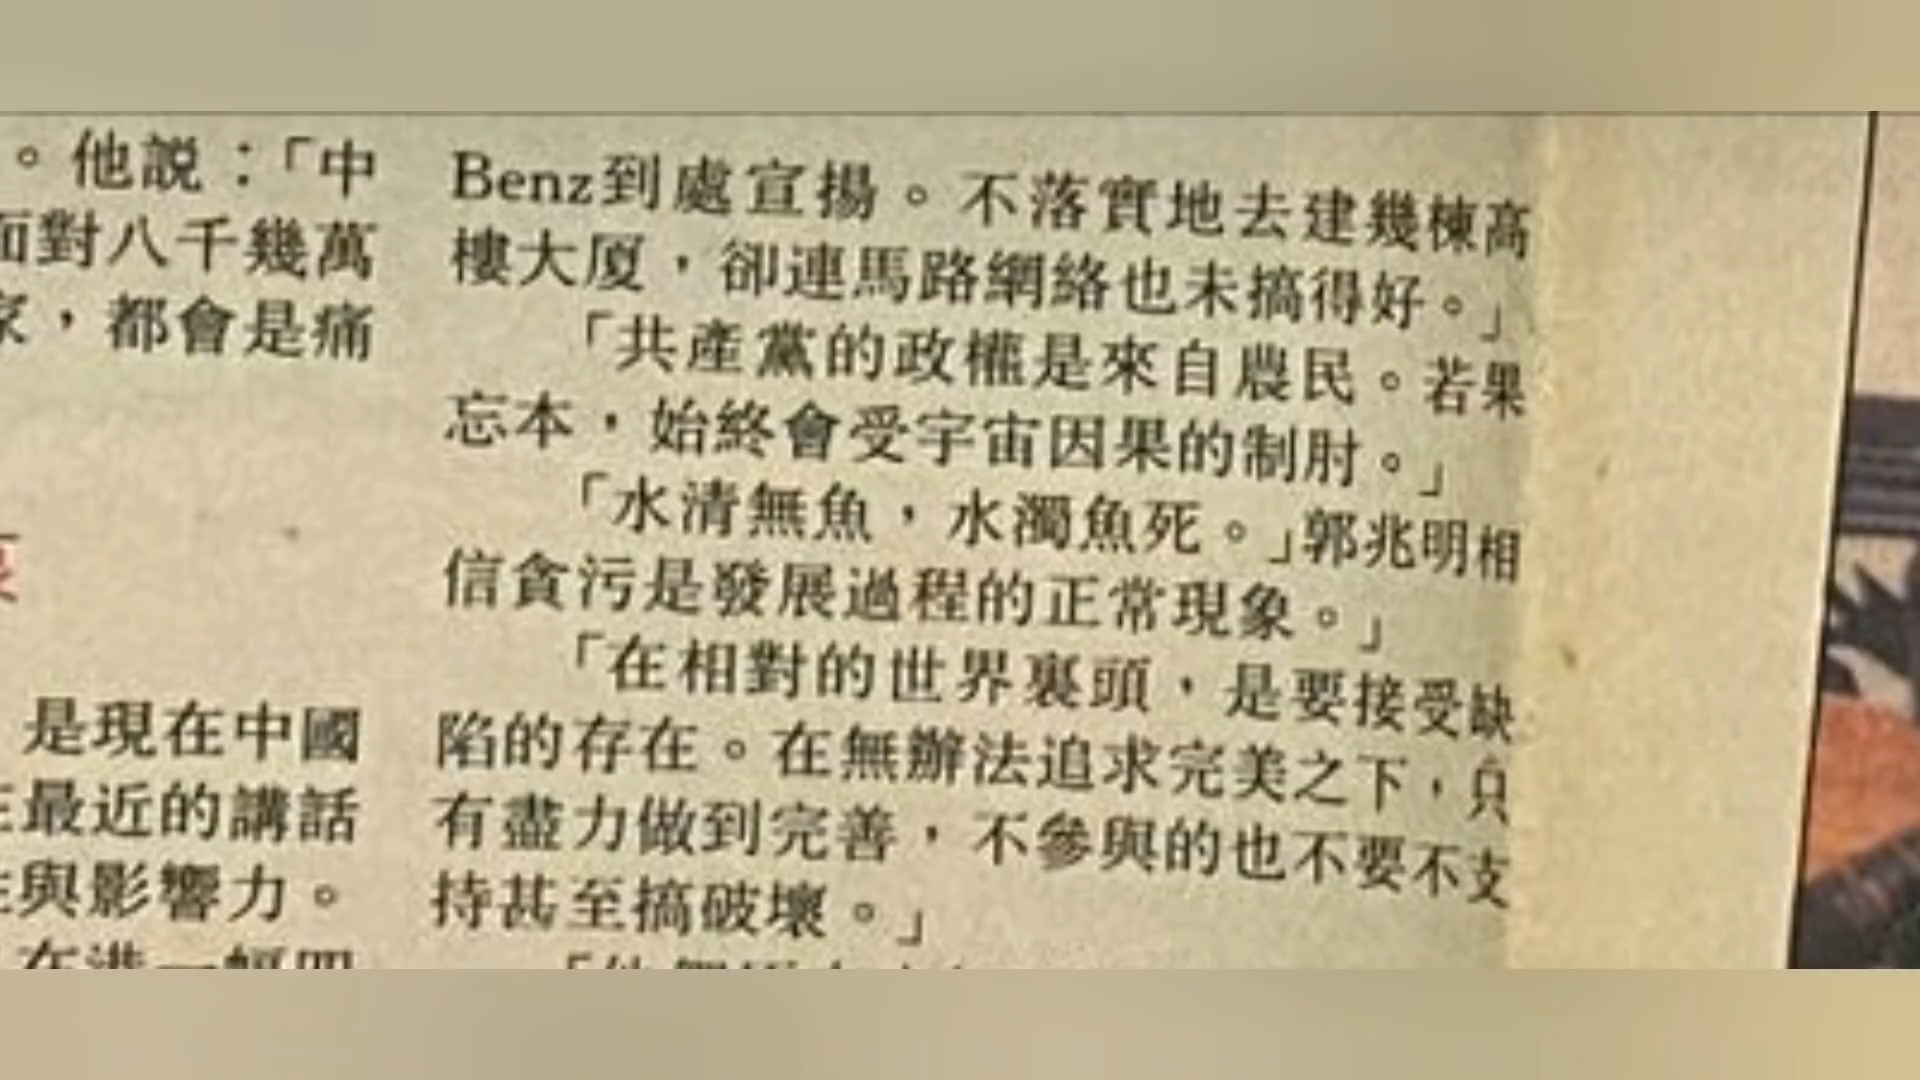 。他説：「中
面對八千幾萬
家，都會是痛
是現在中國
最近的講話
與影響力。
Benz到處宣揚。不落實地去建幾棟高
樓大厦，卻連馬路網絡也未搞得好。」
「共產黨的政權是來自農民。若果
忘本，始終會受宇宙因果的制肘。」
「水清無魚，水濁魚死。」郭兆明相
信貪污是發展過程的正常現象。」
「在相對的世界裏頭，是要接受缺
陷的存在。在無辦法追求完美之下，只
有盡力做到完善，不參與的也不要不支
持甚至搞破壞。」